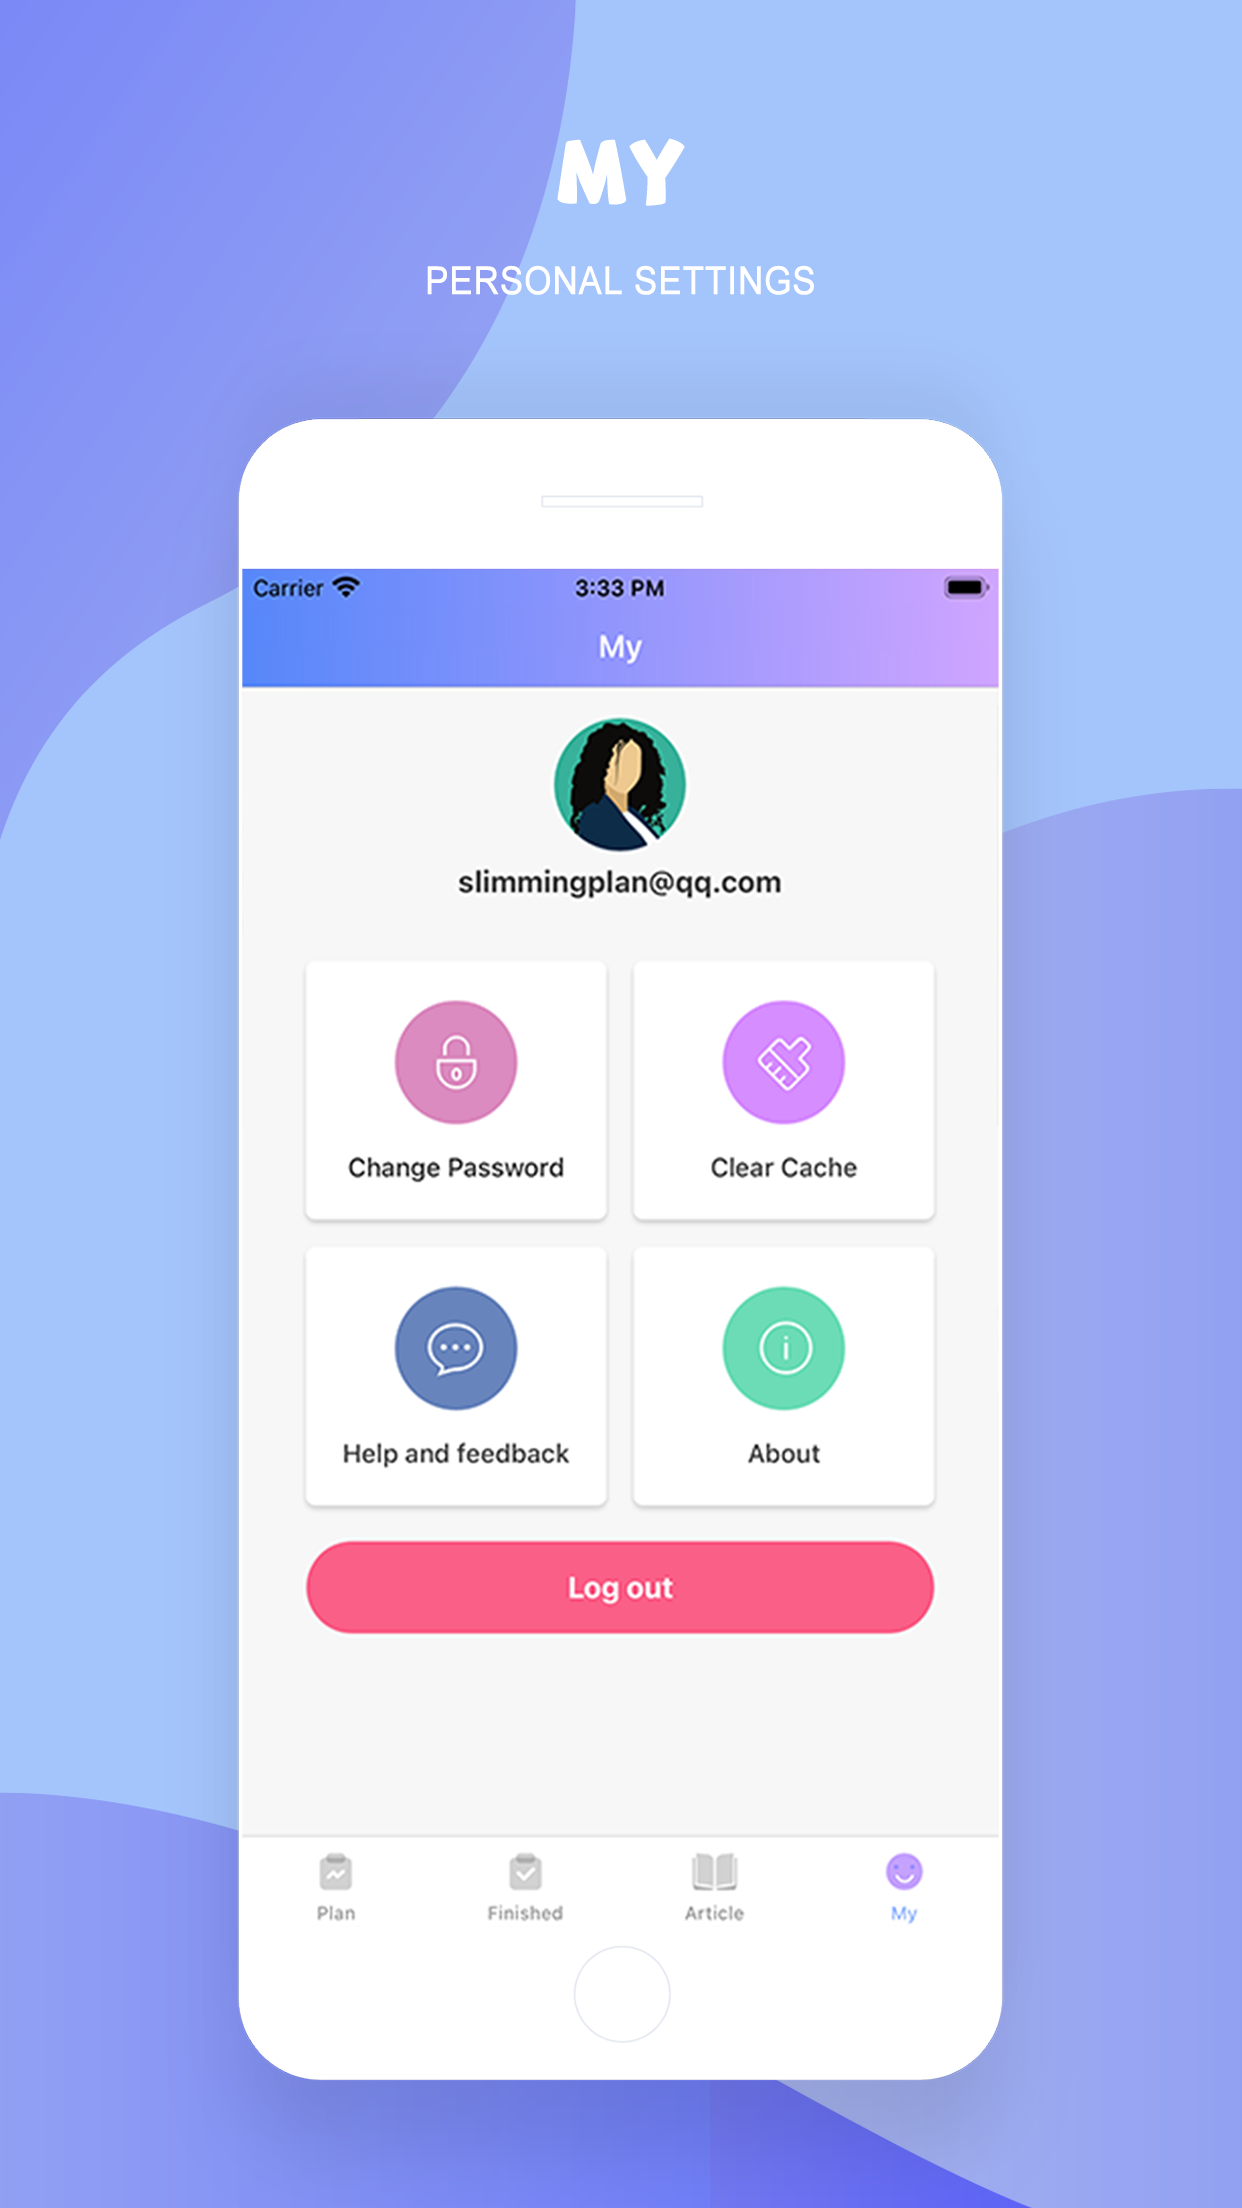 MY
PERSONAL SETTINGS
Carrier 3:33 PM
My
slimmingplan@qq.com
Change Password Clear Cache
Help and feedback About
Log out
Plan Finished Article My